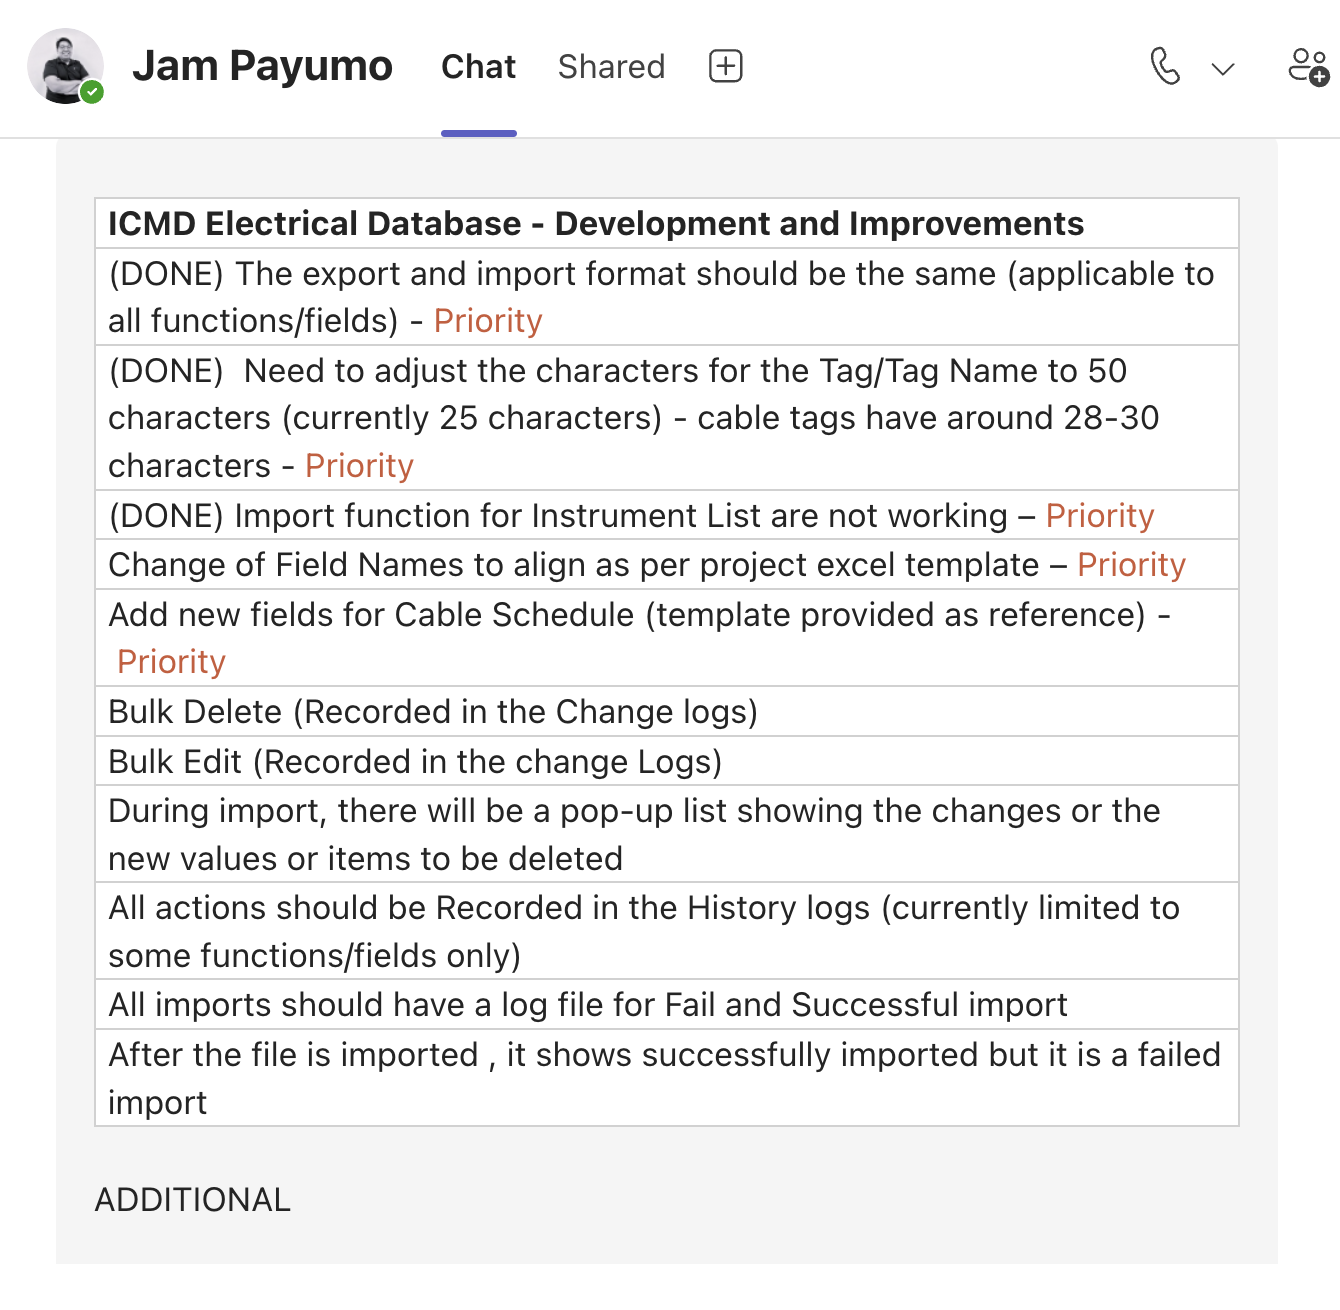 Jam Payumo Chat Shared
ICMD Electrical Database - Development and Improvements
(DONE) The export and import format should be the same (applicable to
all functions/fields) - Priority
(DONE)  Need to adjust the characters for the Tag/Tag Name to 50
characters (currently 25 characters) - cable tags have around 28-30
characters - Priority
(DONE) Import function for Instrument List are not working – Priority
Change of Field Names to align as per project excel template – Priority
Add new fields for Cable Schedule (template provided as reference) -
Priority
Bulk Delete (Recorded in the Change logs)
Bulk Edit (Recorded in the change Logs)
During import, there will be a pop-up list showing the changes or the
new values or items to be deleted
All actions should be Recorded in the History logs (currently limited to
some functions/fields only)
All imports should have a log file for Fail and Successful import
After the file is imported , it shows successfully imported but it is a failed
import
ADDITIONAL